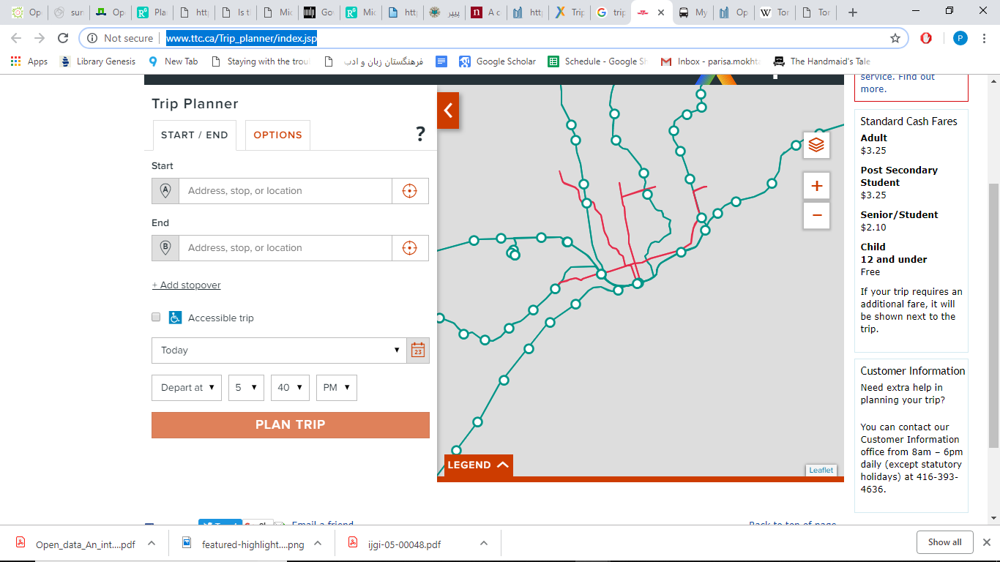 Op
sur
Op
Pla
htt
Is t
Mic
Gov
Mic
htt
پیپر
A c
htt
Trip
trip
My
Op
Tor
Tor
Not secure
www.ttc.ca/Trip_planner/index.jsp
P
Apps
Library Genesis
New Tab
Staying with the trou
فرهنگستان زبان و ادب
Google Scholar
Schedule - Google Sh
Inbox - parisa.mokhta
The Handmaid's Tale
Trip Planner
START / END
OPTIONS
?
Start
A
Address, stop, or location
End
B
Address, stop, or location
+ Add stopover
Accessible trip
Today
23
Depart at
5
40
PM
PLAN TRIP
+
−
LEGEND
Leaflet
service. Find out
more.
Standard Cash Fares
Adult
$3.25
Post Secondary
Student
$3.25
Senior/Student
$2.10
Child
12 and under
Free
If your trip requires an
additional fare, it will
be shown next to the
trip.
Customer Information
Need extra help in
planning your trip?
You can contact our
Customer Information
office from 8am – 6pm
daily (except statutory
holidays) at 416-393-
4636.
Email a friend
Back to top of page
Open_data_An_int....pdf
featured-highlight....png
ijgi-05-00048.pdf
Show all